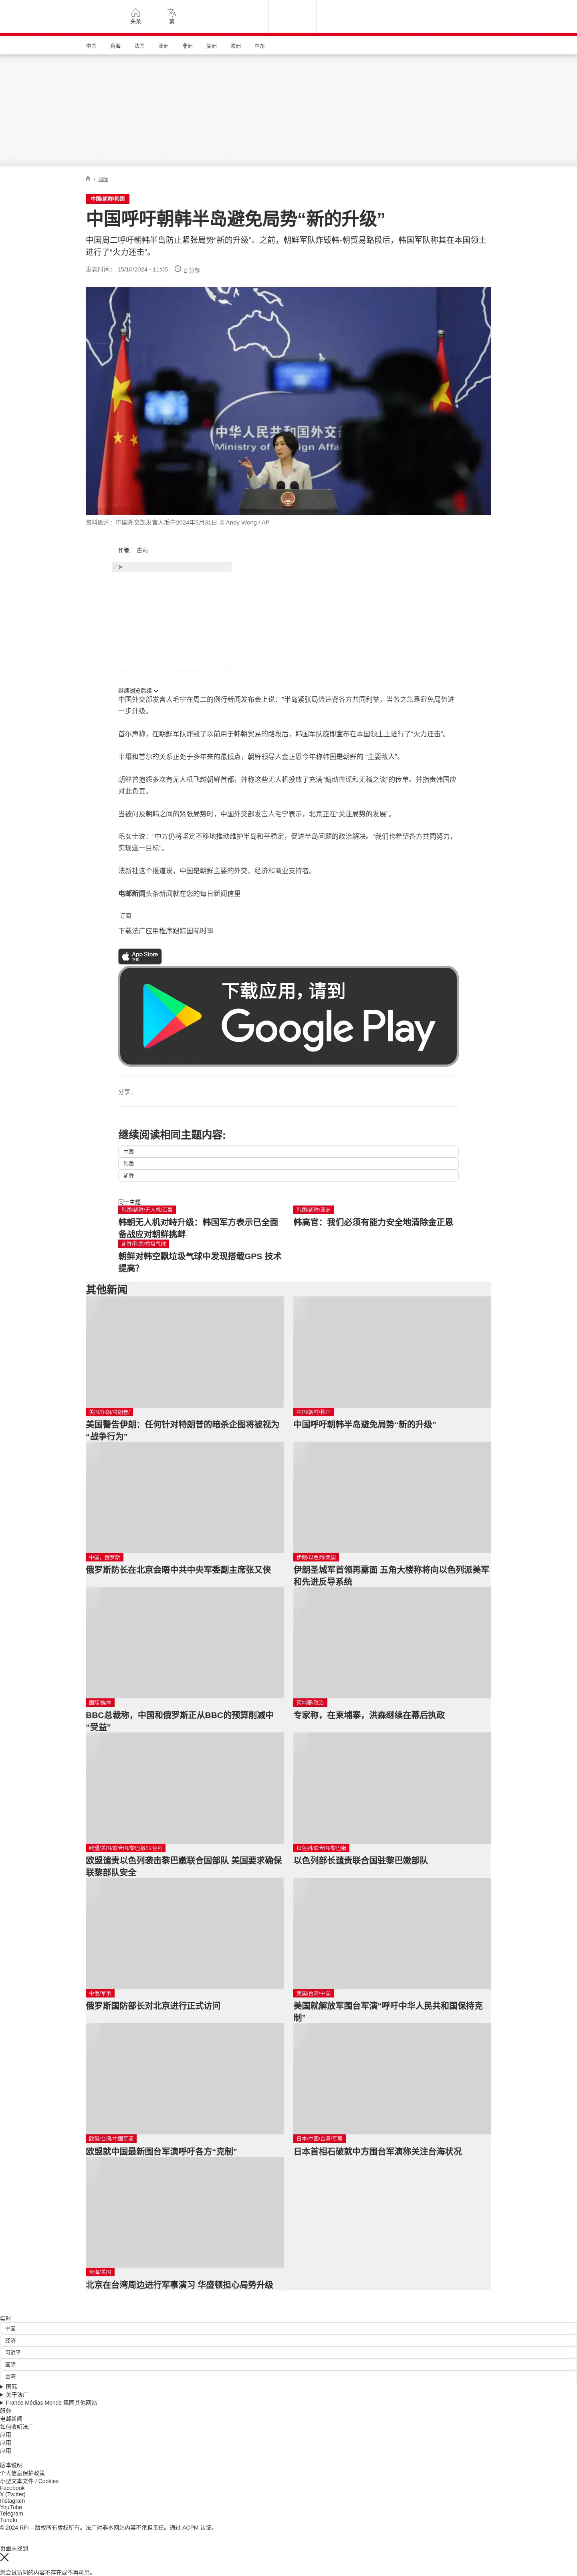 头条
繁
中国
台海
法国
亚洲
非洲
美洲
欧洲
中东
/ 国际
中国/朝鲜/韩国
中国呼吁朝韩半岛避免局势“新的升级”
中国周二呼吁朝韩半岛防止紧张局势“新的升级”。之前，朝鲜军队炸毁韩-朝贸易路段后，韩国军队称其在本国领土
进行了“火力还击”。
发表时间： 15/10/2024 - 11:05
2 分钟
中华人民共和国外交
Ministry of Foreign Affa
资料图片：中国外交部发言人毛宁2024年5月31日 © Andy Wong / AP
作者： 古莉
广告
继续浏览后续
中国外交部发言人毛宁在周二的例行新闻发布会上说：“半岛紧张局势违背各方共同利益，当务之急是避免局势进
一步升级。
首尔声称，在朝鲜军队炸毁了以前用于韩朝贸易的路段后，韩国军队旋即宣布在本国领土上进行了“火力还击”。
平壤和首尔的关系正处于多年来的最低点，朝鲜领导人金正恩今年称韩国是朝鲜的 “主要敌人”。
朝鲜曾抱怨多次有无人机飞越朝鲜首都，并称这些无人机投放了充满“煽动性谣和无稽之谈”的传单。并指责韩国应
对此负责。
当被问及朝韩之间的紧张局势时，中国外交部发言人毛宁表示，北京正在“关注局势的发展”。
毛女士说：“中方仍将坚定不移地推动维护半岛和平稳定，促进半岛问题的政治解决。“我们也希望各方共同努力，
实现这一目标”。
法新社这个报道说，中国是朝鲜主要的外交、经济和商业支持者。
电邮新闻头条新闻就在您的每日新闻信里
订阅
下载法广应用程序跟踪国际时事
App Store
下载
下载应用，请到
Google Play
分享 :
继续阅读相同主题内容:
中国
韩国
朝鲜
同一主题
韩国/朝鲜/无人机/军事
韩朝无人机对峙升级：韩国军方表示已全面
备战应对朝鲜挑衅
韩国/朝鲜/亚洲
韩高官：我们必须有能力安全地清除金正恩
朝鲜/韩国/垃圾气球
朝鲜对韩空飘垃圾气球中发现搭载GPS 技术
提高?
其他新闻
美国/伊朗/特朗普/
美国警告伊朗：任何针对特朗普的暗杀企图将被视为
“战争行为”
中国/朝鲜/韩国
中国呼吁朝韩半岛避免局势“新的升级”
中国，俄罗斯
俄罗斯防长在北京会晤中共中央军委副主席张又侠
伊朗/以色列/美国
伊朗圣城军首领再露面 五角大楼称将向以色列派美军
和先进反导系统
国际/媒体
BBC总裁称，中国和俄罗斯正从BBC的预算削减中
“受益”
柬埔寨/政治
专家称，在柬埔寨，洪森继续在幕后执政
欧盟/美国/联合国/黎巴嫩/以色列
欧盟谴责以色列袭击黎巴嫩联合国部队 美国要求确保
联黎部队安全
以色列/联合国/黎巴嫩
以色列部长谴责联合国驻黎巴嫩部队
中俄/军事
俄罗斯国防部长对北京进行正式访问
美国/台湾/中国
美国就解放军围台军演“呼吁中华人民共和国保持克
制”
欧盟/台湾/中国军演
欧盟就中国最新围台军演呼吁各方“克制”
日本/中国/台湾/军事
日本首相石破就中方围台军演称关注台海状况
台海/美国
北京在台湾周边进行军事演习 华盛顿担心局势升级
实时
中国
经济
习近平
国际
台湾
国际
关于法广
France Médias Monde 集团其他网站
服务
电邮新闻
如何收听法广
应用
应用
应用
版本说明
个人信息保护政策
小型文本文件 / Cookies
Facebook
X (Twitter)
Instagram
YouTube
Telegram
TuneIn
© 2024 RFI – 版权所有版权所有。法广对非本网站内容不承担责任。通过 ACPM 认证。
页面未找到
您尝试访问的内容不存在或不再可用。